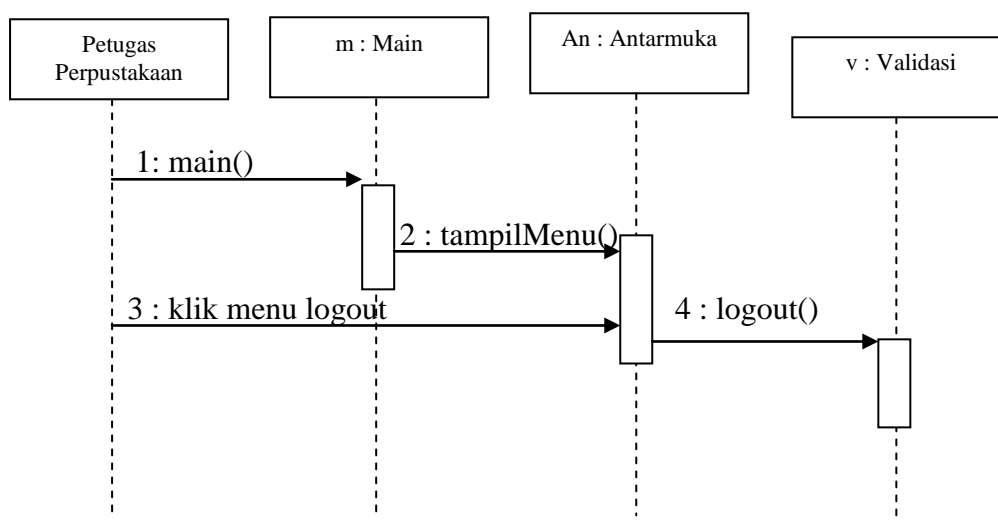 Petugas
Perpustakaan
m : Main
An : Antarmuka
v : Validasi
1: main()
2 : tampilMenu()
3 : klik menu logout
4 : logout()